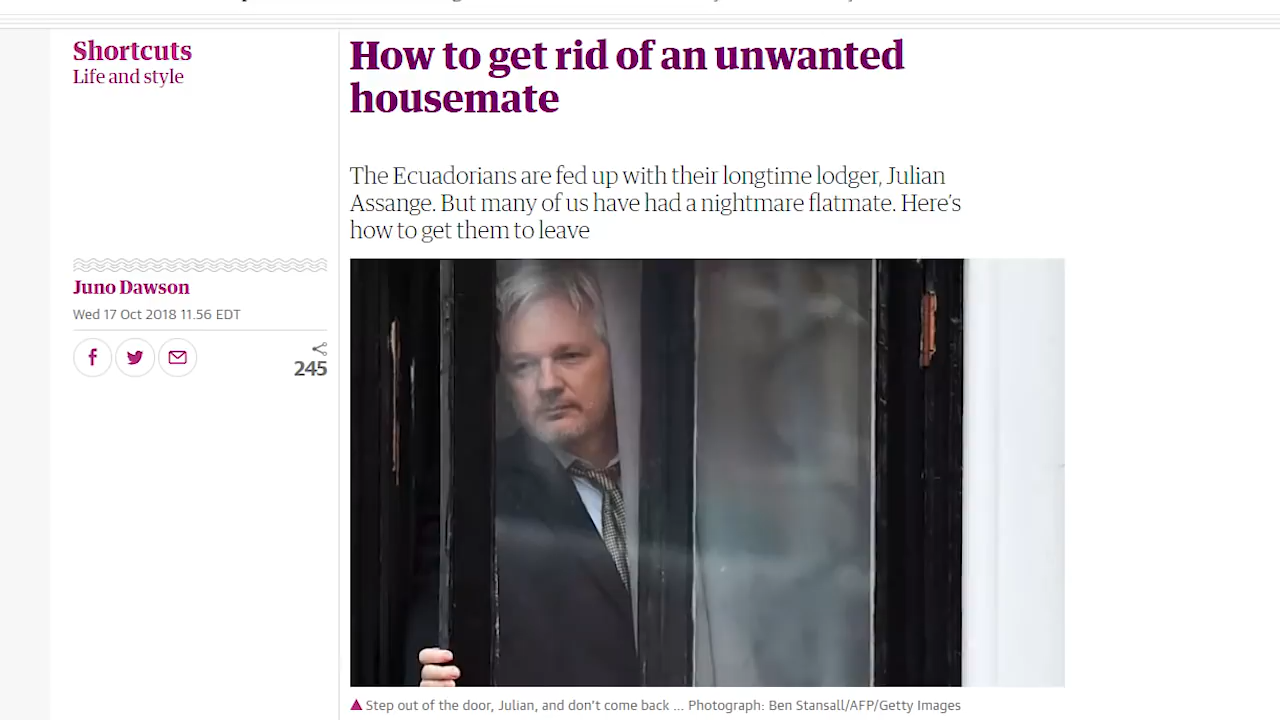 Shortcuts
Life and style
How to get rid of an unwanted
housemate
The Ecuadorians are fed up with their longtime lodger, Julian
Assange. But many of us have had a nightmare flatmate. Here’s
how to get them to leave
Juno Dawson
Wed 17 Oct 2018 11.56 EDT
245
Step out of the door, Julian, and don’t come back ... Photograph: Ben Stansall/AFP/Getty Images